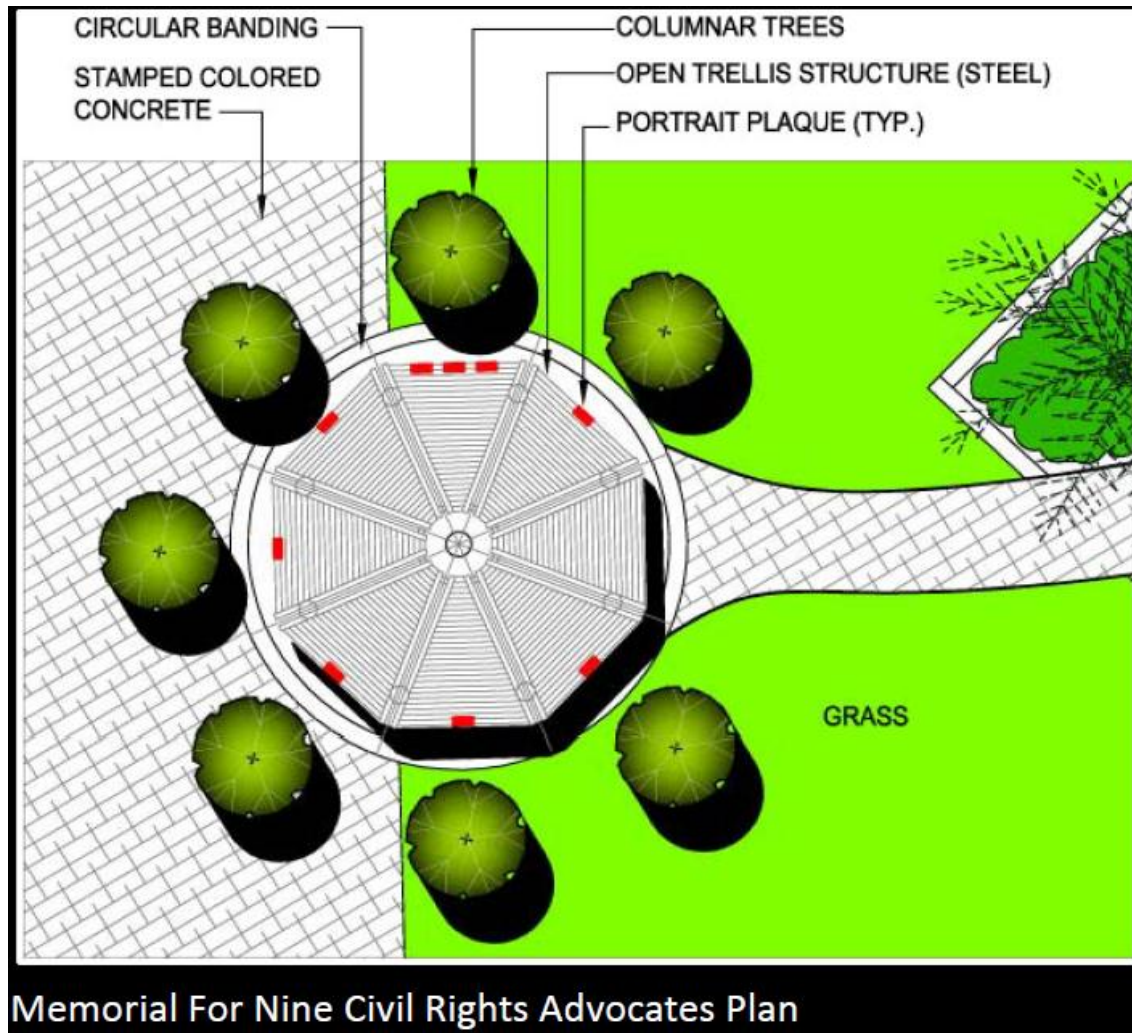 CIRCULAR BANDING
STAMPED COLORED
CONCRETE
COLUMNAR TREES
OPEN TRELLIS STRUCTURE (STEEL)
PORTRAIT PLAQUE (TYP.)
GRASS
Memorial For Nine Civil Rights Advocates Plan